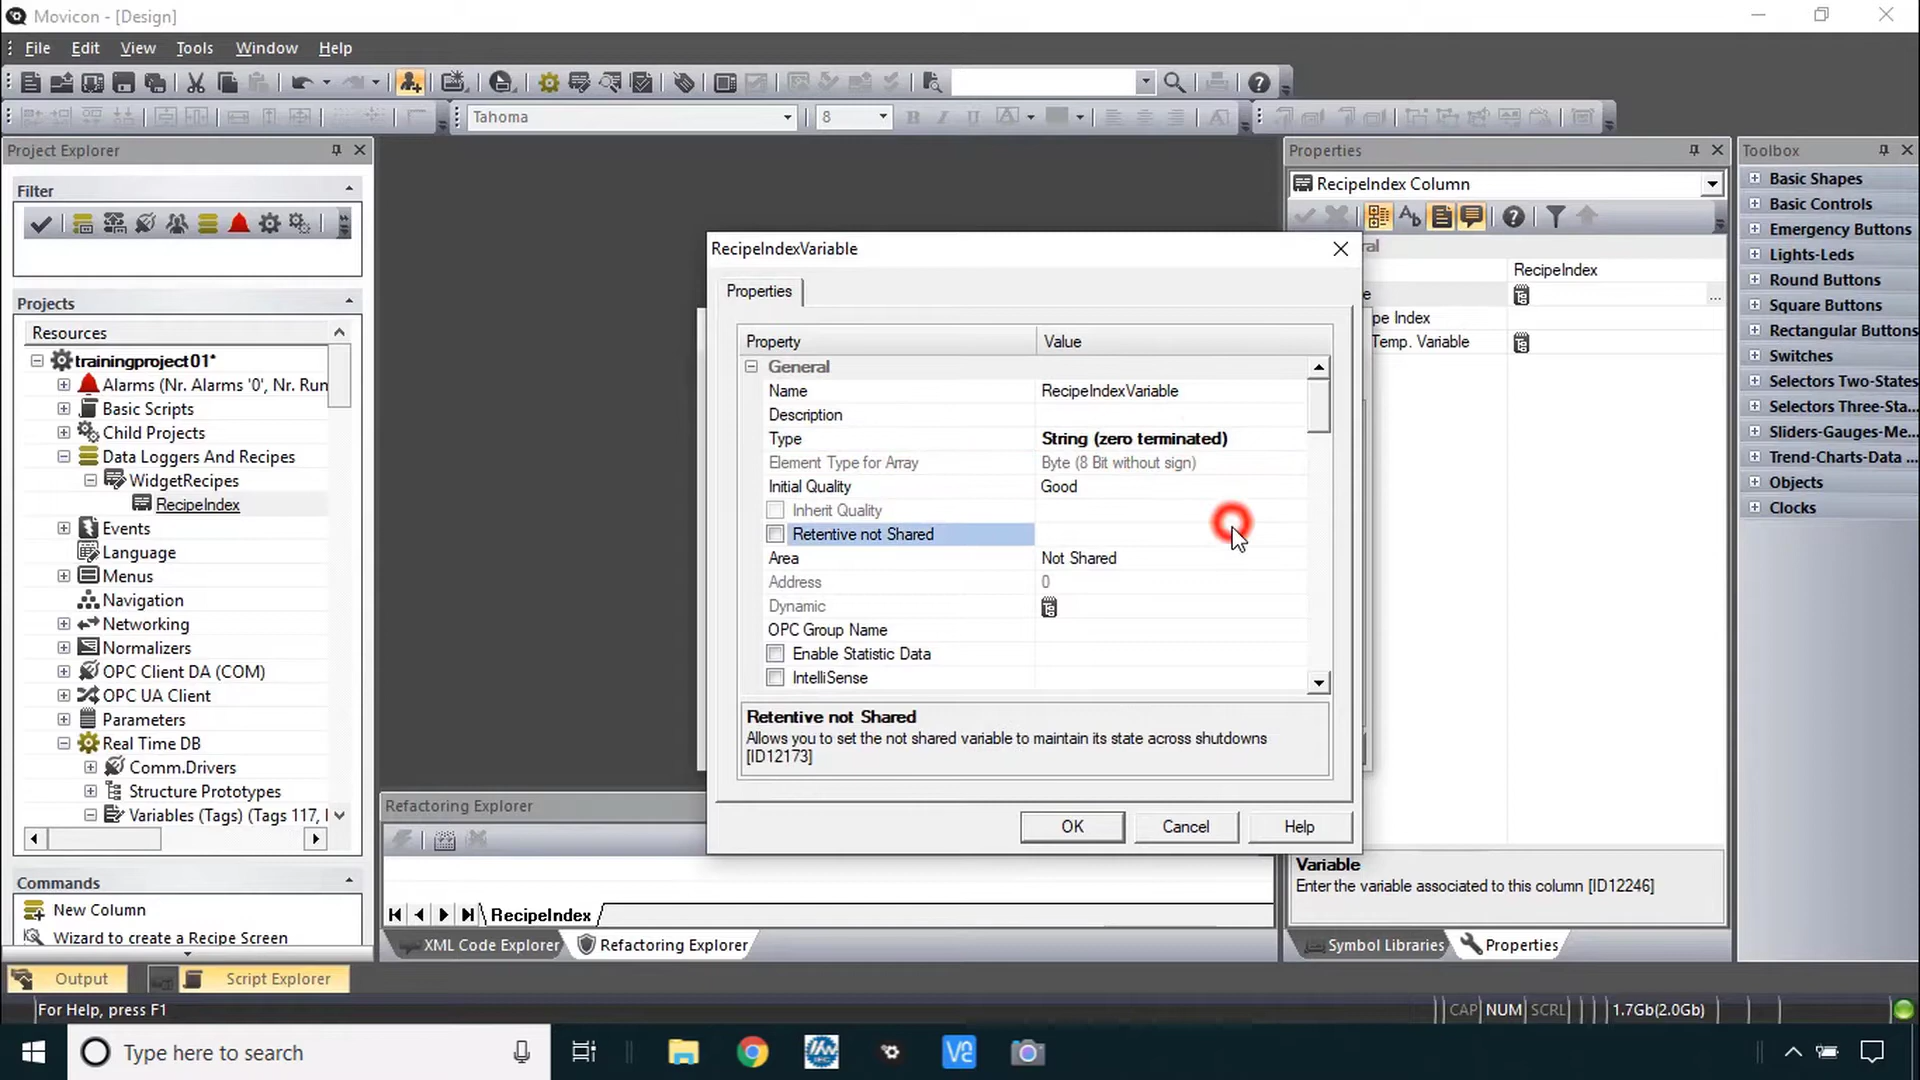 Movicon - [Design]
File Edit View Tools Window Help
Tahoma 8
Project Explorer
Filter
Projects
Resources
trainingproject01*
Alarms (Nr. Alarms '0', Nr. Run
Basic Scripts
Child Projects
Data Loggers And Recipes
WidgetRecipes
RecipeIndex
Events
Language
Menus
Navigation
Networking
Normalizers
OPC Client DA (COM)
OPC UA Client
Parameters
Real Time DB
Comm.Drivers
Structure Prototypes
Variables (Tags) (Tags 117, I
Commands
New Column
Wizard to create a Recipe Screen
Output
Script Explorer
RecipeIndexVariable
Properties
Property Value
General
Name RecipeIndexVariable
Description
Type String (zero terminated)
Element Type for Array Byte (8 Bit without sign)
Initial Quality Good
Inherit Quality
Retentive not Shared
Area Not Shared
Address 0
Dynamic
OPC Group Name
Enable Statistic Data
IntelliSense
Retentive not Shared
Allows you to set the not shared variable to maintain its state across shutdowns
[ID12173]
OK Cancel Help
Refactoring Explorer
RecipeIndex
XML Code Explorer
Refactoring Explorer
Properties
RecipeIndex Column
al
RecipeIndex
e ...
pe Index
Temp. Variable
Variable
Enter the variable associated to this column [ID12246]
Symbol Libraries
Properties
Toolbox
Basic Shapes
Basic Controls
Emergency Buttons
Lights-Leds
Round Buttons
Square Buttons
Rectangular Buttons
Switches
Selectors Two-States
Selectors Three-Sta...
Sliders-Gauges-Me...
Trend-Charts-Data ...
Objects
Clocks
For Help, press F1
CAP NUM SCRL 1.7Gb(2.0Gb)
Type here to search